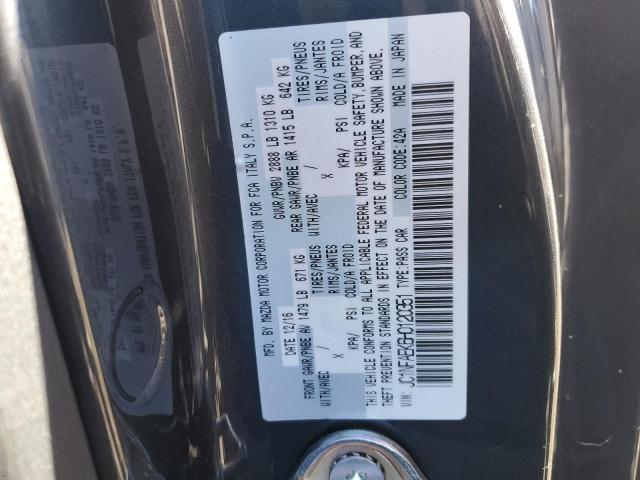 MFD. BY MAZDA MOTOR CORPORATION FOR FCA ITALY S.P.A.
DATE 12/16 GVWR/PNBV 2888 LB 1310 KG
FRONT GAWR/PNBE AV 1479 LB 671 KG REAR GAWR/PNBE AR 1415 LB 642 KG
TIRES/PNEUS TIRES/PNEUS
WITH/AVEC / RIMS/JANTES WITH/AVEC / RIMS/JANTES
X X
KPA/ PSI COLD/A FROID KPA/ PSI COLD/A FROID
THIS VEHICLE CONFORMS TO ALL APPLICABLE FEDERAL MOTOR VEHICLE SAFETY, BUMPER, AND
THEFT PREVENTION STANDARDS IN EFFECT ON THE DATE OF MANUFACTURE SHOWN ABOVE.
VIN: JC1NFAEK6H0120351 TYPE:PASS CAR COLOR CODE:42A MADE IN JAPAN